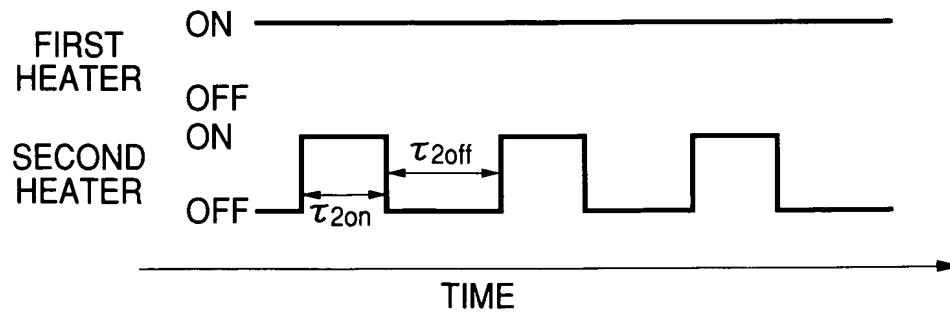 FIRST
HEATER
ON
OFF
SECOND
HEATER
ON
OFF
τ2on
τ2off
TIME